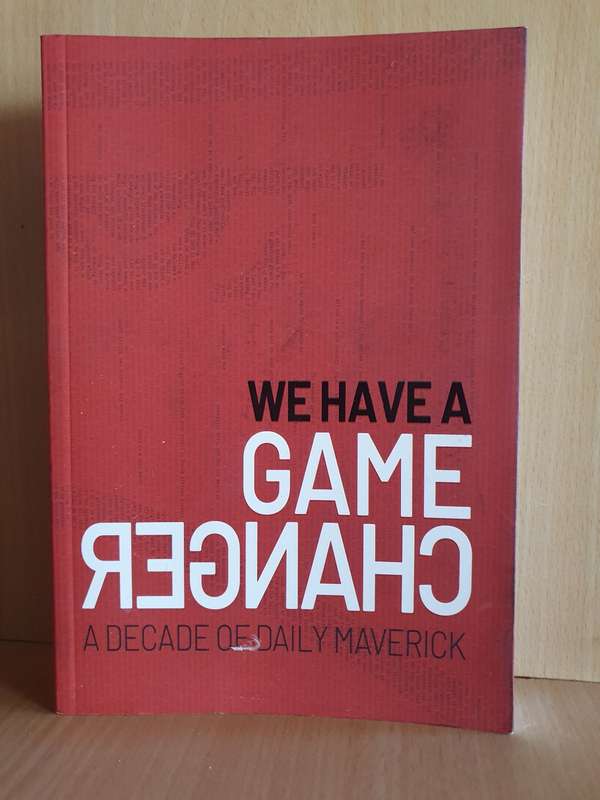 WE HAVE A
GAME
CHANGER
A DECADE OF DAILY MAVERICK